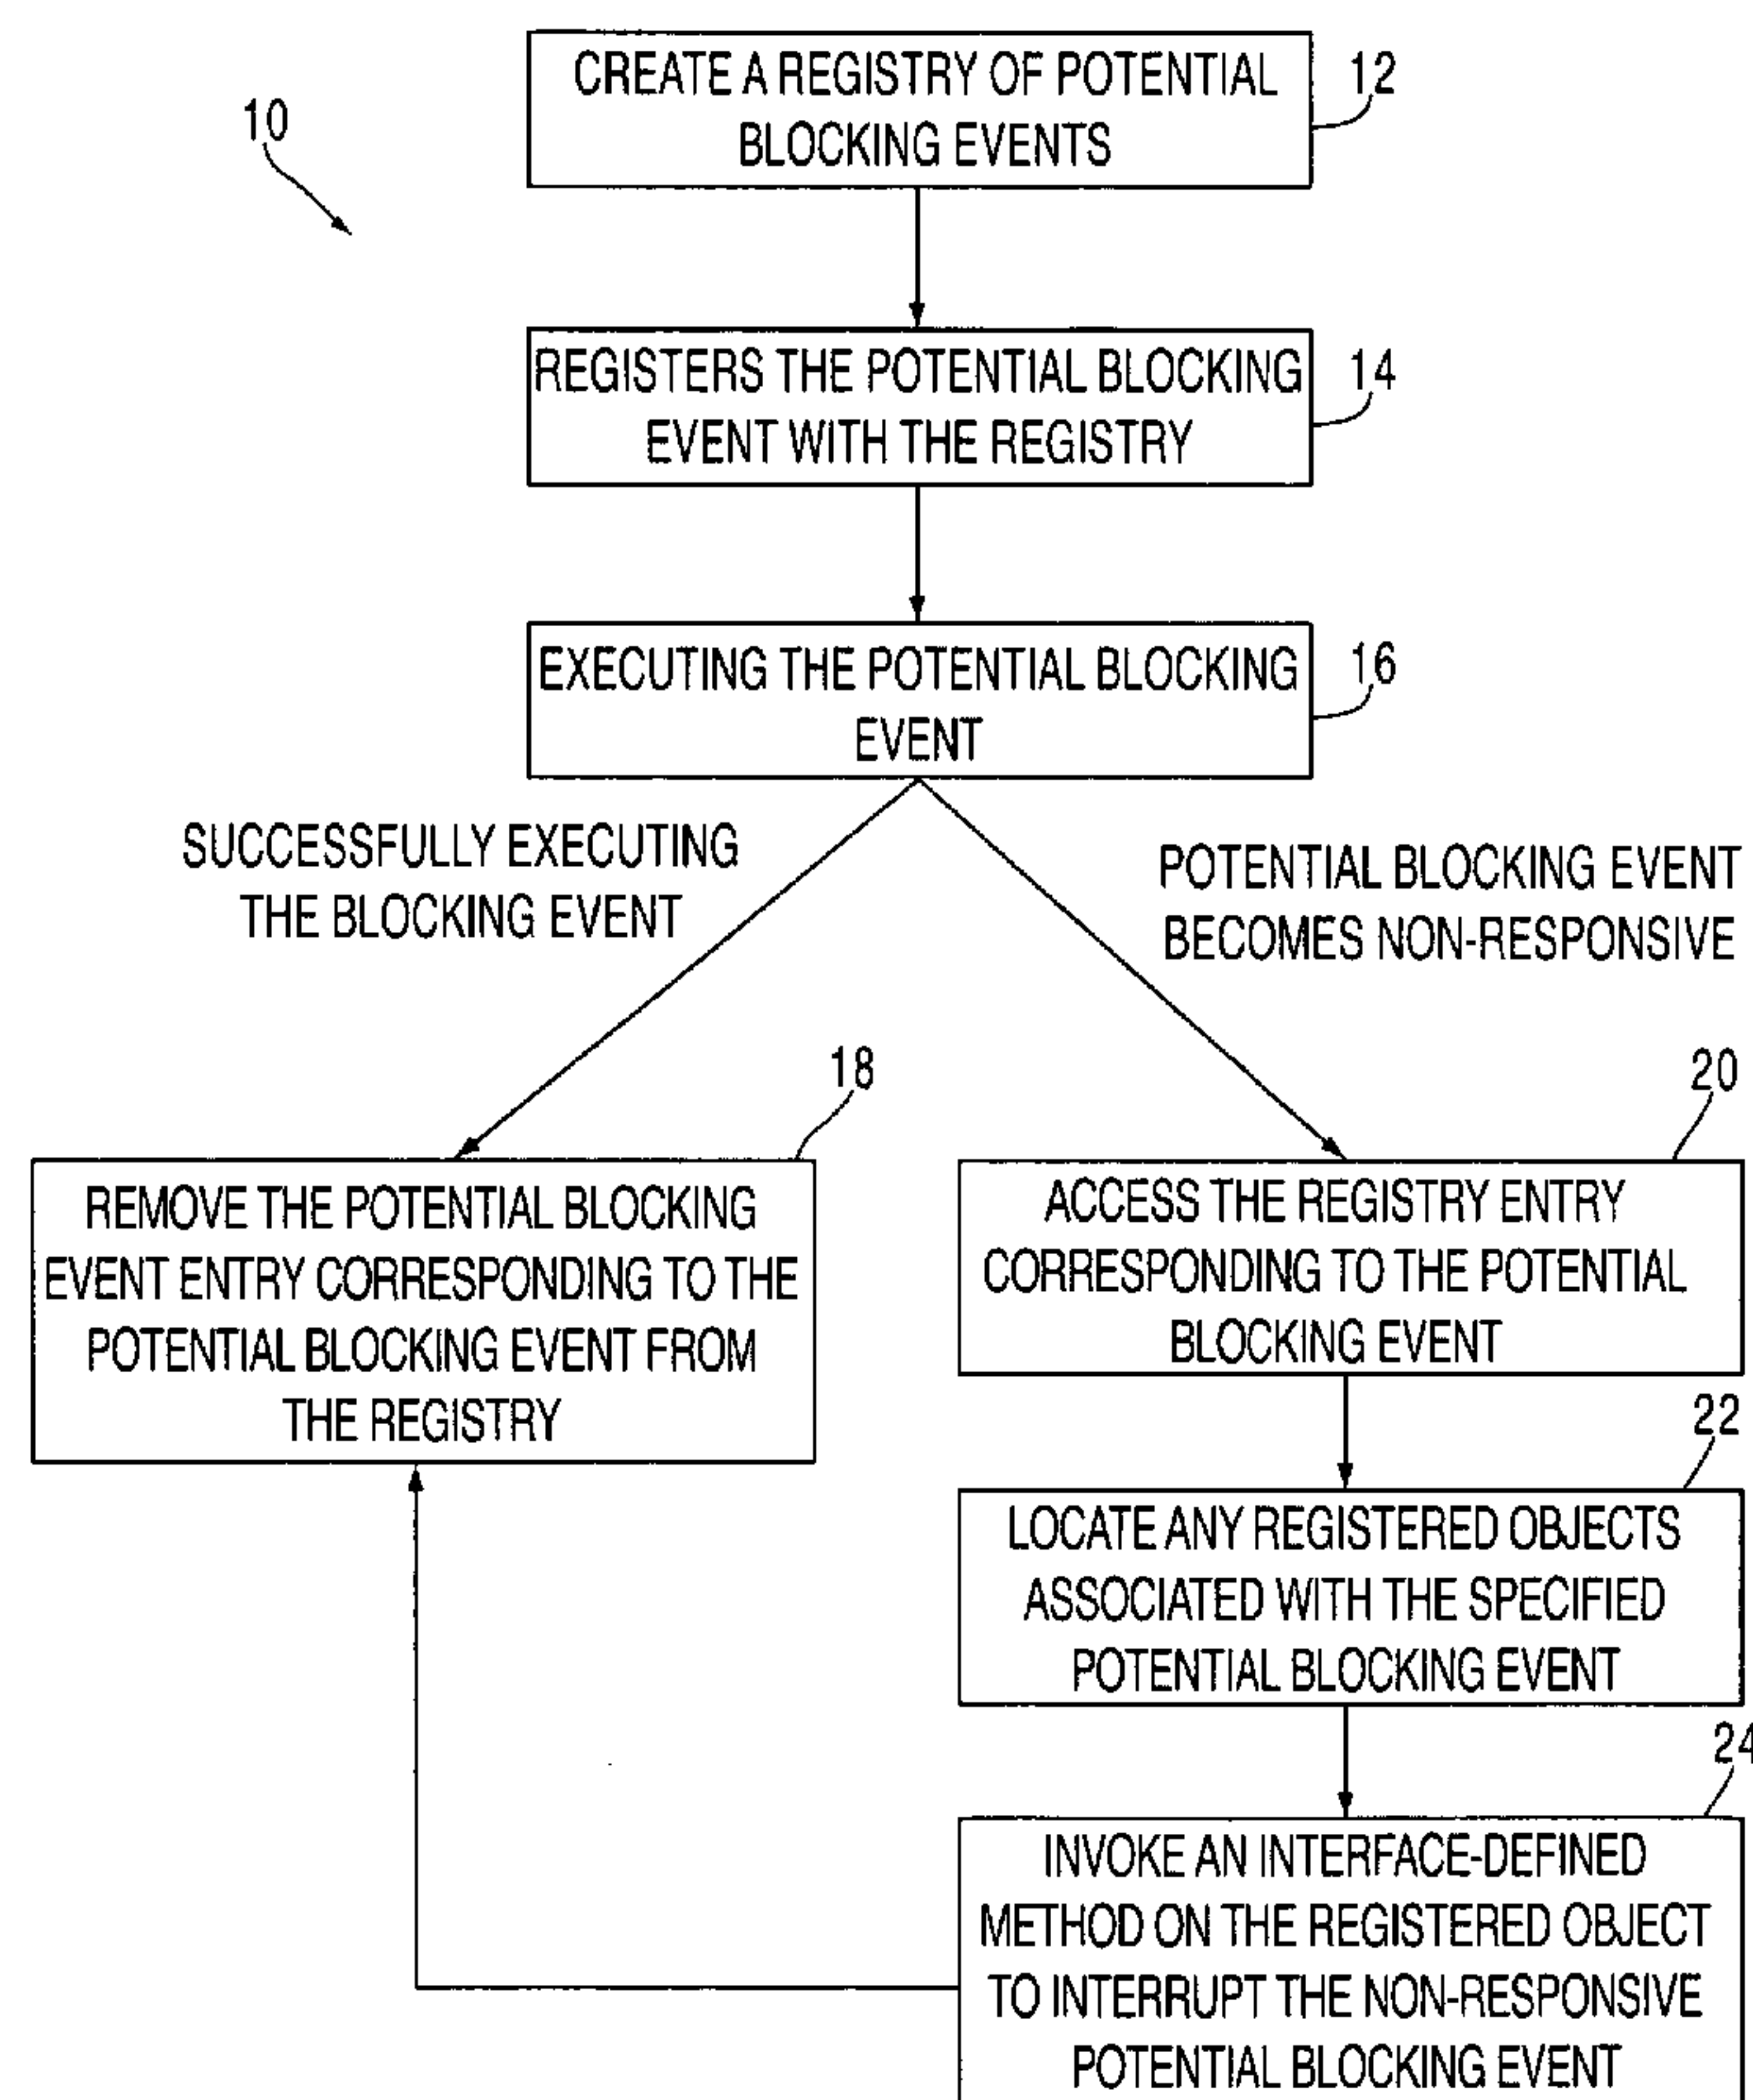 10
CREATE A REGISTRY OF POTENTIAL
BLOCKING EVENTS
12
REGISTERS THE POTENTIAL BLOCKING
EVENT WITH THE REGISTRY
14
EXECUTING THE POTENTIAL BLOCKING
EVENT
16
SUCCESSFULLY EXECUTING
THE BLOCKING EVENT
POTENTIAL BLOCKING EVENT
BECOMES NON-RESPONSIVE
18
REMOVE THE POTENTIAL BLOCKING
EVENT ENTRY CORRESPONDING TO THE
POTENTIAL BLOCKING EVENT FROM
THE REGISTRY
20
ACCESS THE REGISTRY ENTRY
CORRESPONDING TO THE POTENTIAL
BLOCKING EVENT
22
LOCATE ANY REGISTERED OBJECTS
ASSOCIATED WITH THE SPECIFIED
POTENTIAL BLOCKING EVENT
24
INVOKE AN INTERFACE-DEFINED
METHOD ON THE REGISTERED OBJECT
TO INTERRUPT THE NON-RESPONSIVE
POTENTIAL BLOCKING EVENT